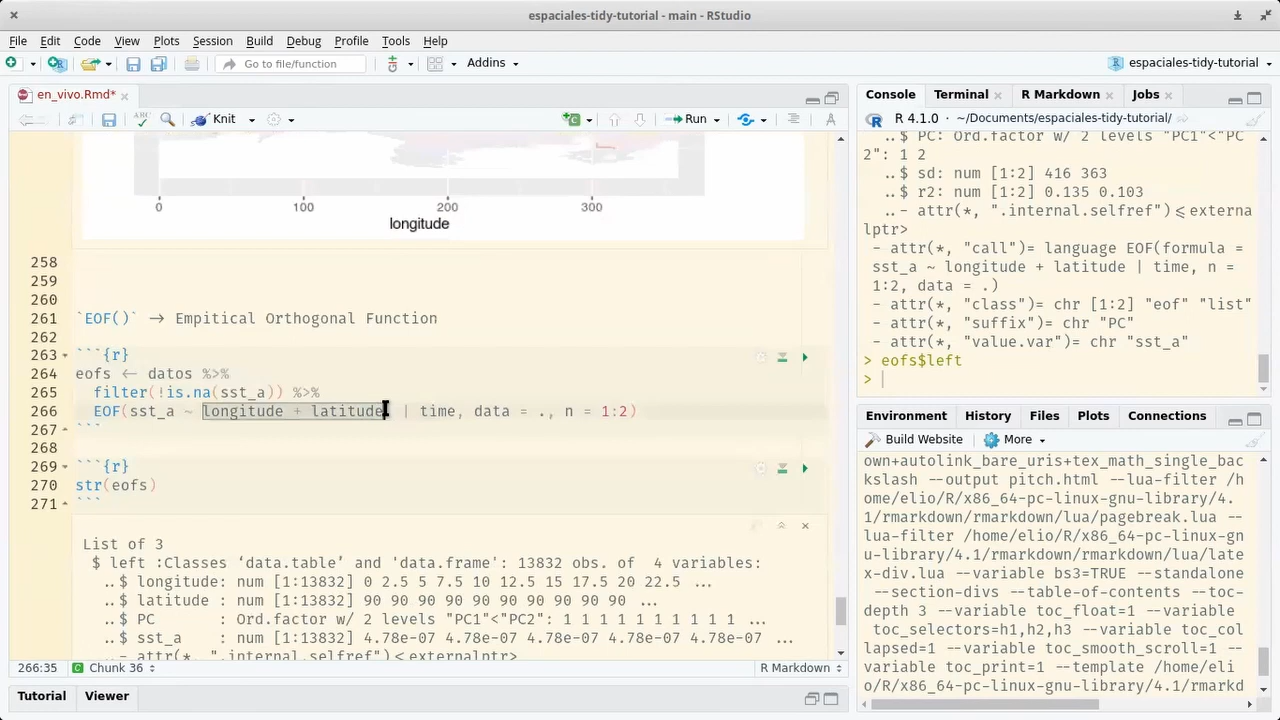 espaciales-tidy-tutorial - main - RStudio
File Edit Code View Plots Session Build Debug Profile Tools Help
Go to file/function
Addins
espaciales-tidy-tutorial
en_vivo.Rmd*
Knit
Run
0 100 200 300
longitude
258
259
260
261 `EOF()` → Empitical Orthogonal Function
262
263 ```{r}
264 eofs ← datos %>%
265 filter(!is.na(sst_a)) %>%
266 EOF(sst_a ~ longitude + latitude | time, data = ., n = 1:2)
267 ```
268
269 ```{r}
270 str(eofs)
271 ```
List of 3
$ left :Classes ‘data.table’ and 'data.frame': 13832 obs. of  4 variables:
..$ longitude: num [1:13832] 0 2.5 5 7.5 10 12.5 15 17.5 20 22.5 ...
..$ latitude : num [1:13832] 90 90 90 90 90 90 90 90 90 90 ...
..$ PC       : Ord.factor w/ 2 levels "PC1"<"PC2": 1 1 1 1 1 1 1 1 1 1 ...
..$ sst_a    : num [1:13832] 4.78e-07 4.78e-07 4.78e-07 4.78e-07 4.78e-07 ...
..- attr(*, ".internal.selfref")=<externalptr>
266:35 Chunk 36 R Markdown
Tutorial Viewer
Console Terminal R Markdown Jobs
R 4.1.0 · ~/Documents/espaciales-tidy-tutorial/
..$ PC: Ord.factor w/ 2 levels "PC1"<"PC
2": 1 2
..$ sd: num [1:2] 416 363
..$ r2: num [1:2] 0.135 0.103
..- attr(*, ".internal.selfref")=<externa
lptr>
- attr(*, "call")= language EOF(formula =
sst_a ~ longitude + latitude | time, n =
1:2, data = .)
- attr(*, "class")= chr [1:2] "eof" "list"
- attr(*, "suffix")= chr "PC"
- attr(*, "value.var")= chr "sst_a"
> eofs$left
>
Environment History Files Plots Connections
Build Website More
own+autolink_bare_uris+tex_math_single_bac
kslash --output pitch.html --lua-filter /h
ome/elio/R/x86_64-pc-linux-gnu-library/4.
1/rmarkdown/rmarkdown/lua/pagebreak.lua --
lua-filter /home/elio/R/x86_64-pc-linux-gn
u-library/4.1/rmarkdown/rmarkdown/lua/late
x-div.lua --variable bs3=TRUE --standalone
--section-divs --table-of-contents --toc-
depth 3 --variable toc_float=1 --variable
toc_selectors=h1,h2,h3 --variable toc_col
lapsed=1 --variable toc_smooth_scroll=1 --
variable toc_print=1 --template /home/eli
o/R/x86_64-pc-linux-gnu-library/4.1/rmarkd